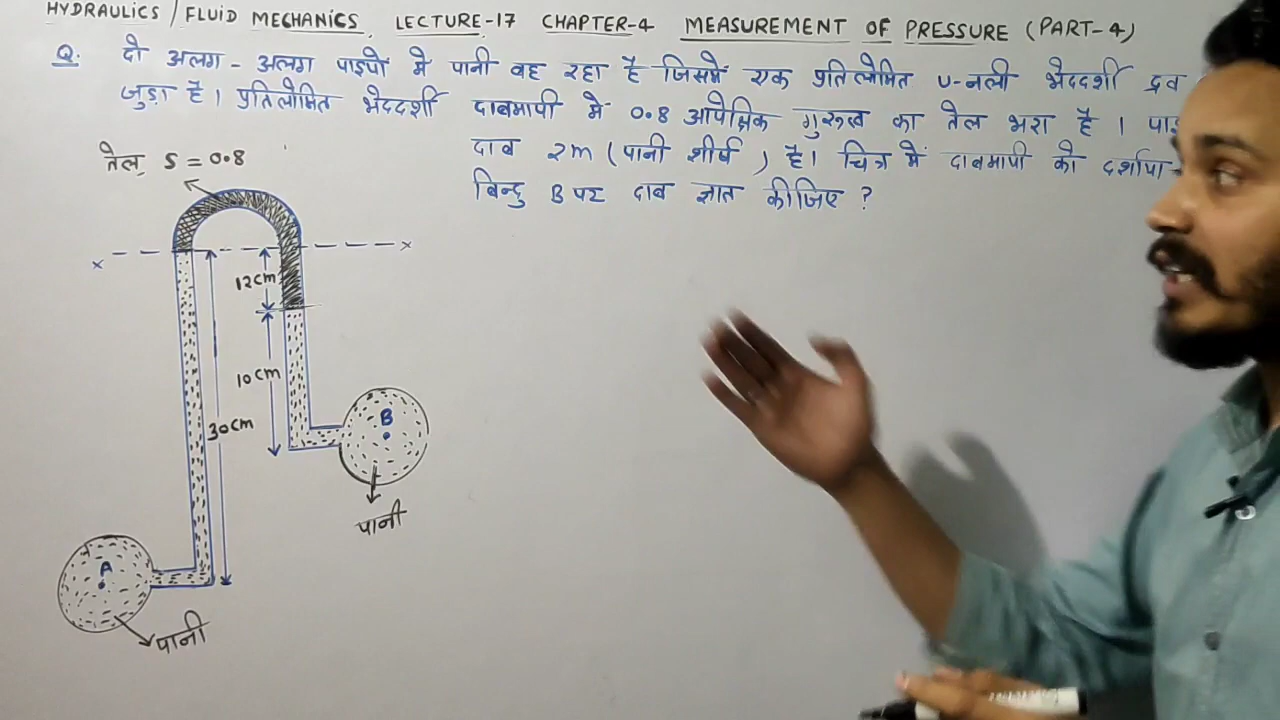 HYDRAULICS / FLUID MECHANICS LECTURE-17 CHAPTER-4 MEASUREMENT OF PRESSURE (PART-4)
Q. दो अलग-अलग पाइपों में पानी बह रहा है जिसमें एक प्रतिलोमित U-नली भेददर्शी द्रव
जुड़ा है। प्रतिलोमित भेददर्शी दाबमापी में 0.8 आपेक्षिक गुरुत्व का तेल भरा है।
दाब 2m (पानी शीर्ष) है। चित्र में दाबमापी को
बिन्दु B पर दाब ज्ञात कीजिए ?
तेल, S = 0.8
x x
12cm
10cm
30cm
B
पानी
A
पानी